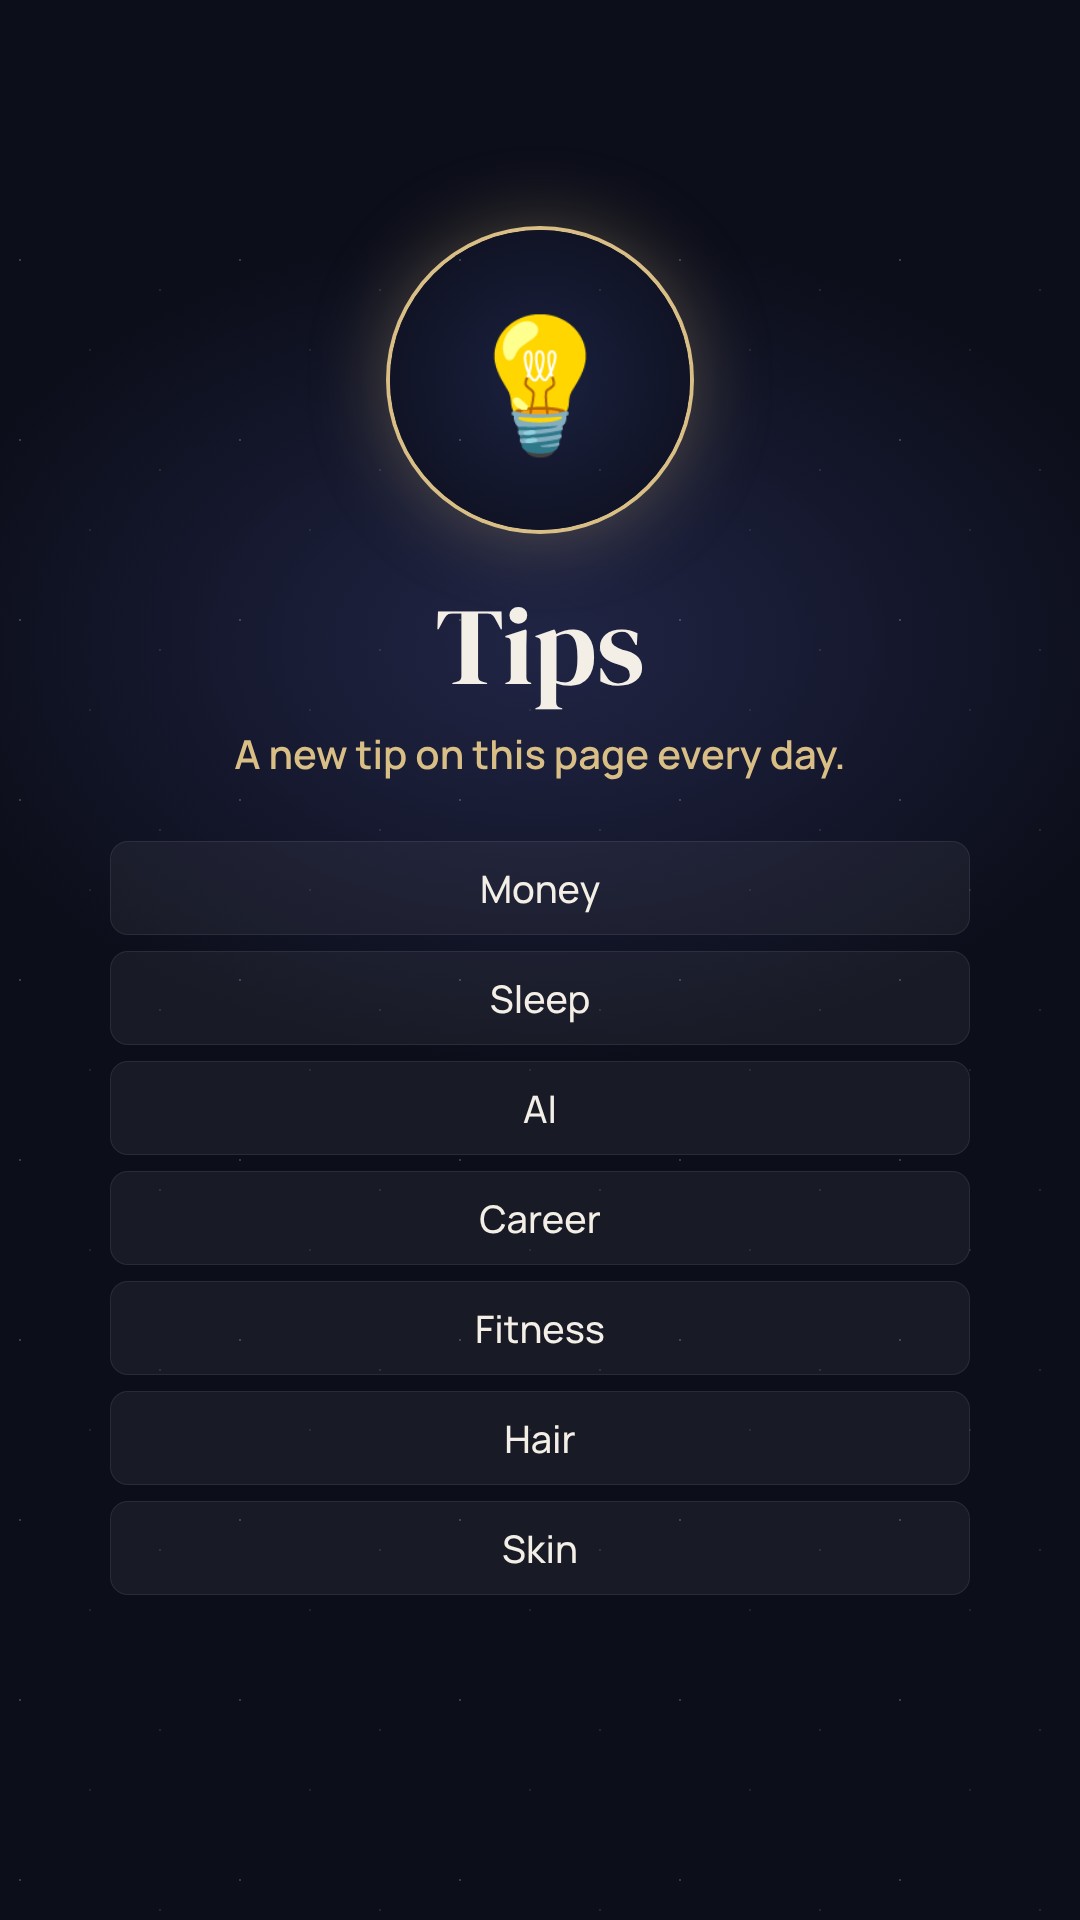 Tips
A new tip on this page every day.
Money
Sleep
AI
Career
Fitness
Hair
Skin